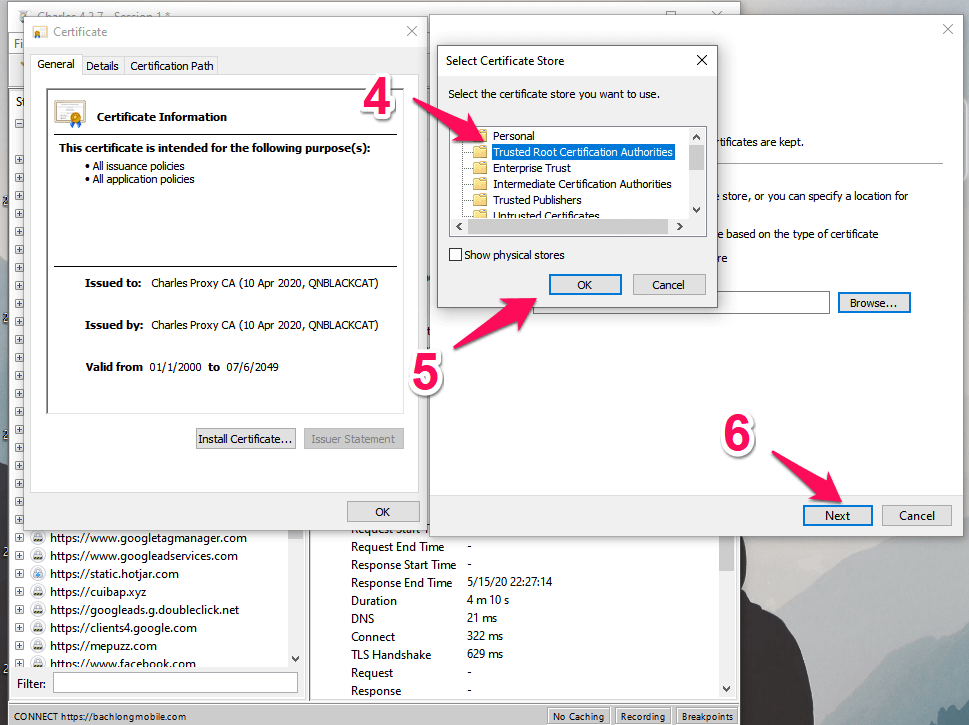 Charles 4.2.7 - Session 1 *
Certificate
General
Details
Certification Path
Certificate Information
This certificate is intended for the following purpose(s):
• All issuance policies
• All application policies
Issued to: Charles Proxy CA (10 Apr 2020, QNBLACKCAT)
Issued by: Charles Proxy CA (10 Apr 2020, QNBLACKCAT)
Valid from 01/1/2000 to 07/6/2049
Install Certificate...
Issuer Statement
OK
4
Select Certificate Store
Select the certificate store you want to use.
Personal
Trusted Root Certification Authorities
Enterprise Trust
Intermediate Certification Authorities
Trusted Publishers
Untrusted Certificates
Show physical stores
OK
Cancel
5
rtificates are kept.
e store, or you can specify a location for
e based on the type of certificate
re
Browse...
6
Next
Cancel
https://www.googletagmanager.com
https://www.googleadservices.com
https://static.hotjar.com
https://cuibap.xyz
https://googleads.g.doubleclick.net
https://clients4.google.com
https://mepuzz.com
https://www.facebook.com
Filter:
Request Start T
Request End Time -
Response Start Time -
Response End Time 5/15/20 22:27:14
Duration 4 m 10 s
DNS 21 ms
Connect 322 ms
TLS Handshake 629 ms
Request -
Response -
CONNECT https://bachlongmobile.com
No Caching
Recording
Breakpoints